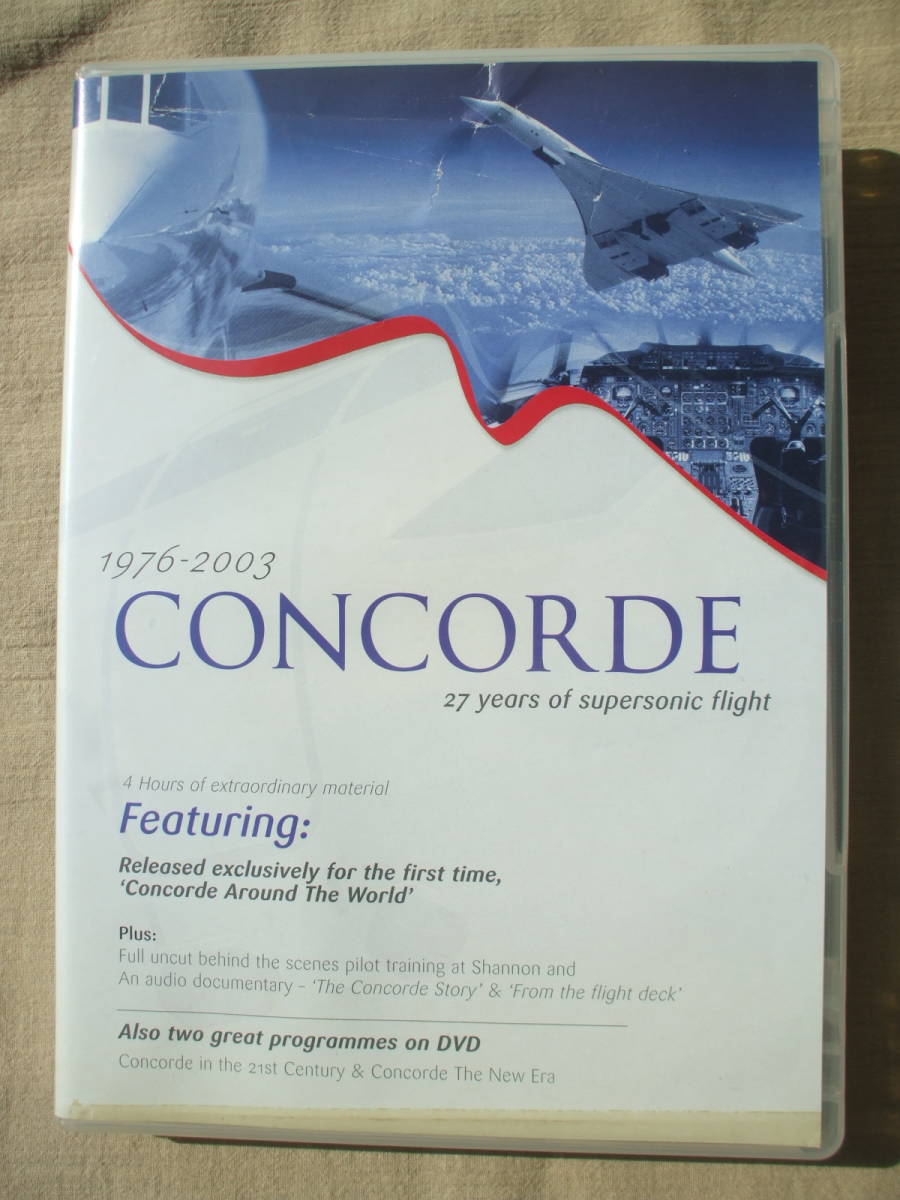 1976-2003
CONCORDE
27 years of supersonic flight
4 Hours of extraordinary material
Featuring:
Released exclusively for the first time,
‘Concorde Around The World’
Plus:
Full uncut behind the scenes pilot training at Shannon and
An audio documentary – ‘The Concorde Story’ & ‘From the flight deck’
Also two great programmes on DVD
Concorde in the 21st Century & Concorde The New Era